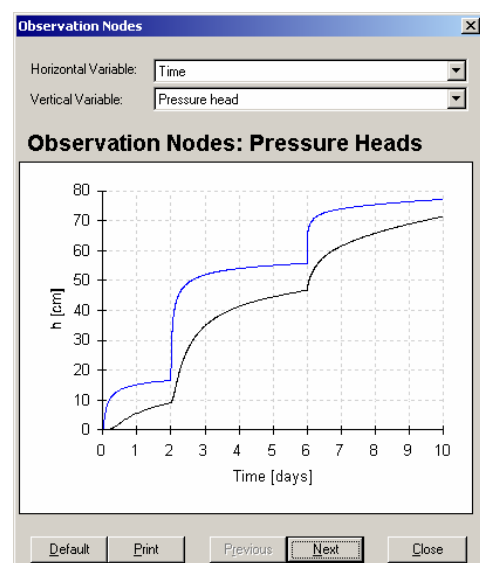 Observation Nodes
Horizontal Variable: Time
Vertical Variable: Pressure head
Observation Nodes: Pressure Heads
80
70
60
50
40
30
20
10
0
h [cm]
0 1 2 3 4 5 6 7 8 9 10
Time [days]
Default Print Previous Next Close